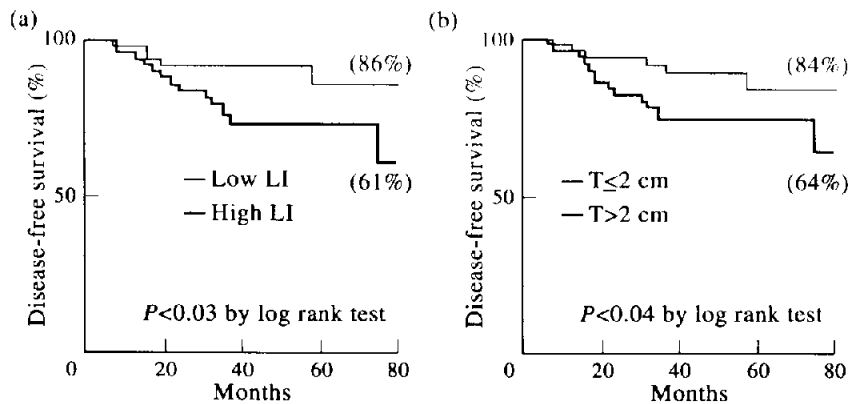 (a)
100
Disease-free survival (%)
50
(86%)
Low LI
High LI
(61%)
P<0.03 by log rank test
0 20 40 60 80
Months
(b)
100
Disease-free survival (%)
50
(84%)
T≤2 cm
T>2 cm
(64%)
P<0.04 by log rank test
0 20 40 60 80
Months